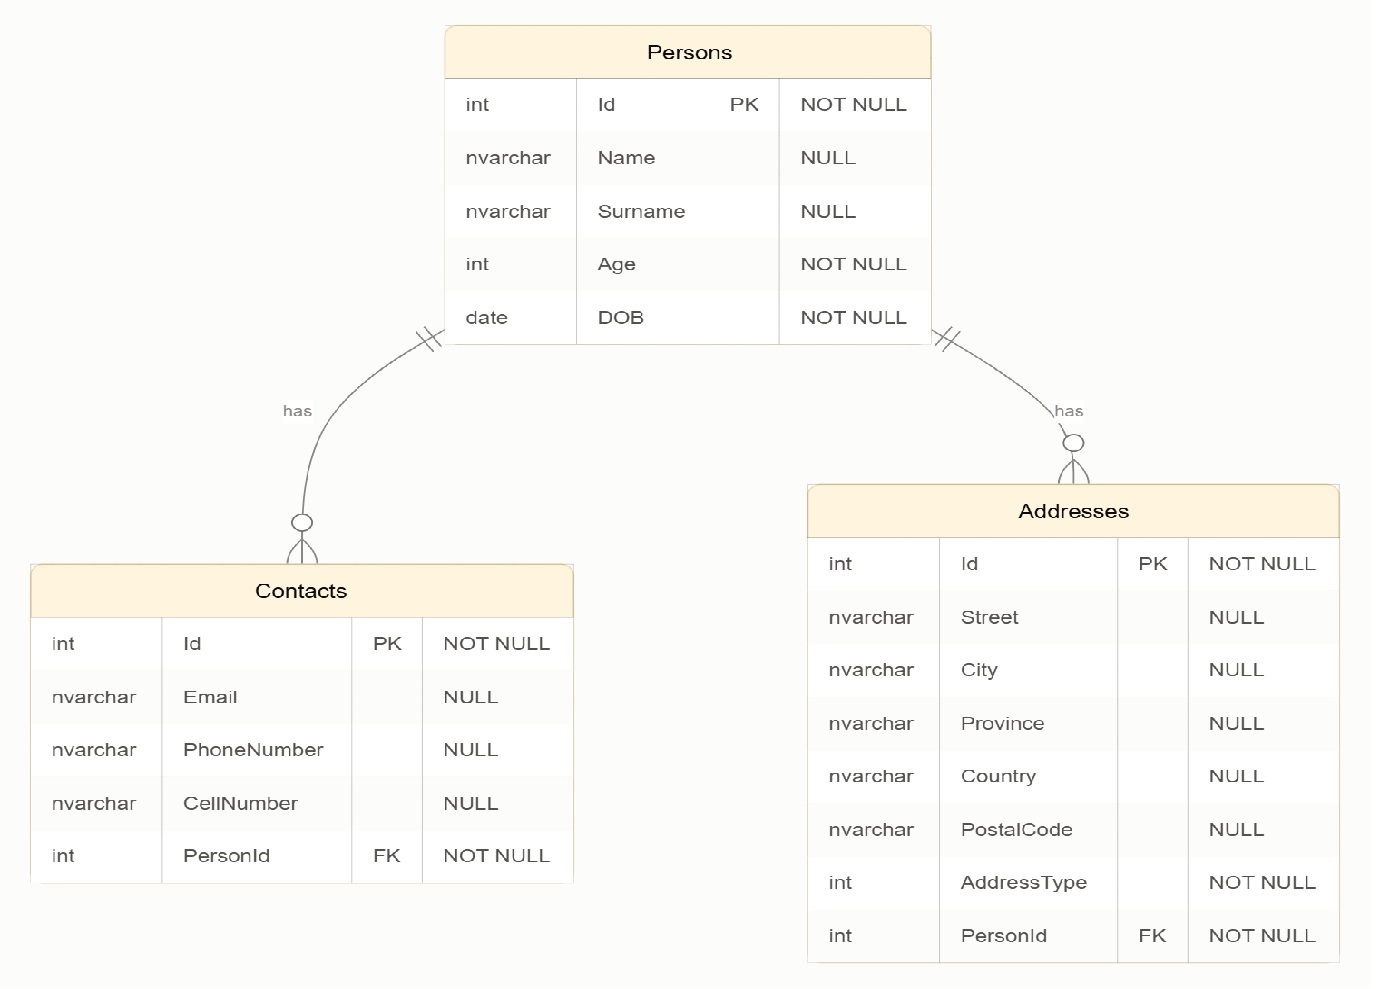 Persons
int Id PK NOT NULL
nvarchar Name NULL
nvarchar Surname NULL
int Age NOT NULL
date DOB NOT NULL
has
has
Contacts
int Id PK NOT NULL
nvarchar Email NULL
nvarchar PhoneNumber NULL
nvarchar CellNumber NULL
int PersonId FK NOT NULL
Addresses
int Id PK NOT NULL
nvarchar Street NULL
nvarchar City NULL
nvarchar Province NULL
nvarchar Country NULL
nvarchar PostalCode NULL
int AddressType NOT NULL
int PersonId FK NOT NULL